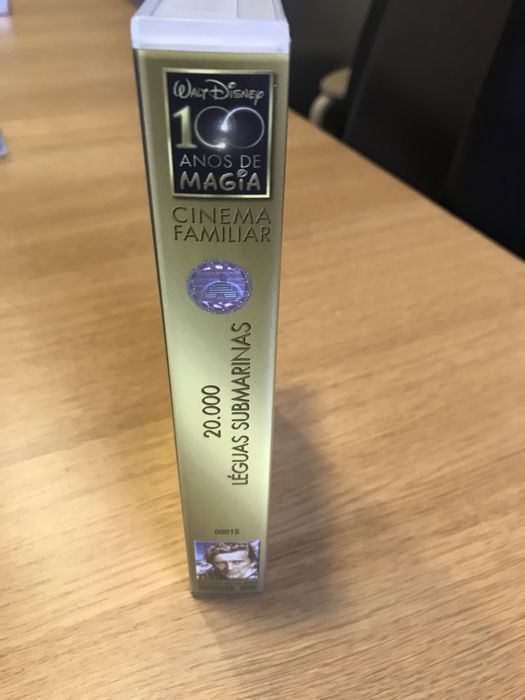 WALT DISNEY
100
ANOS DE
MAGIA
CINEMA
FAMILIAR
20.000
LÉGUAS SUBMARINAS
00015